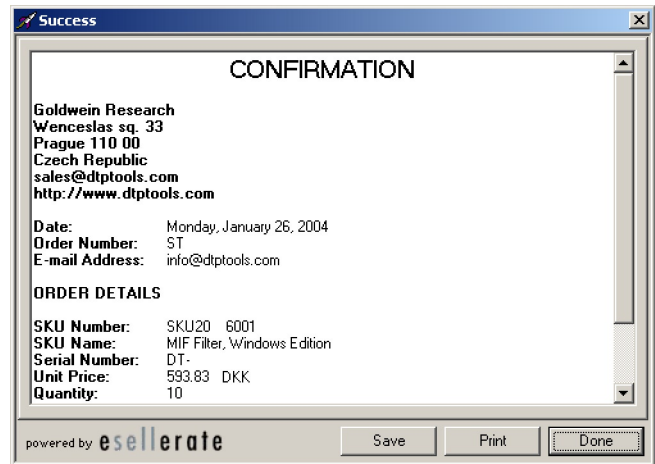 Success
CONFIRMATION
Goldwein Research
Wenceslas sq. 33
Prague 110 00
Czech Republic
sales@dtptools.com
http://www.dtptools.com
Date: Monday, January 26, 2004
Order Number: ST
E-mail Address: info@dtptools.com
ORDER DETAILS
SKU Number: SKU20 6001
SKU Name: MIF Filter, Windows Edition
Serial Number: DT-
Unit Price: 593.83 DKK
Quantity: 10
powered by esellerate Save Print Done